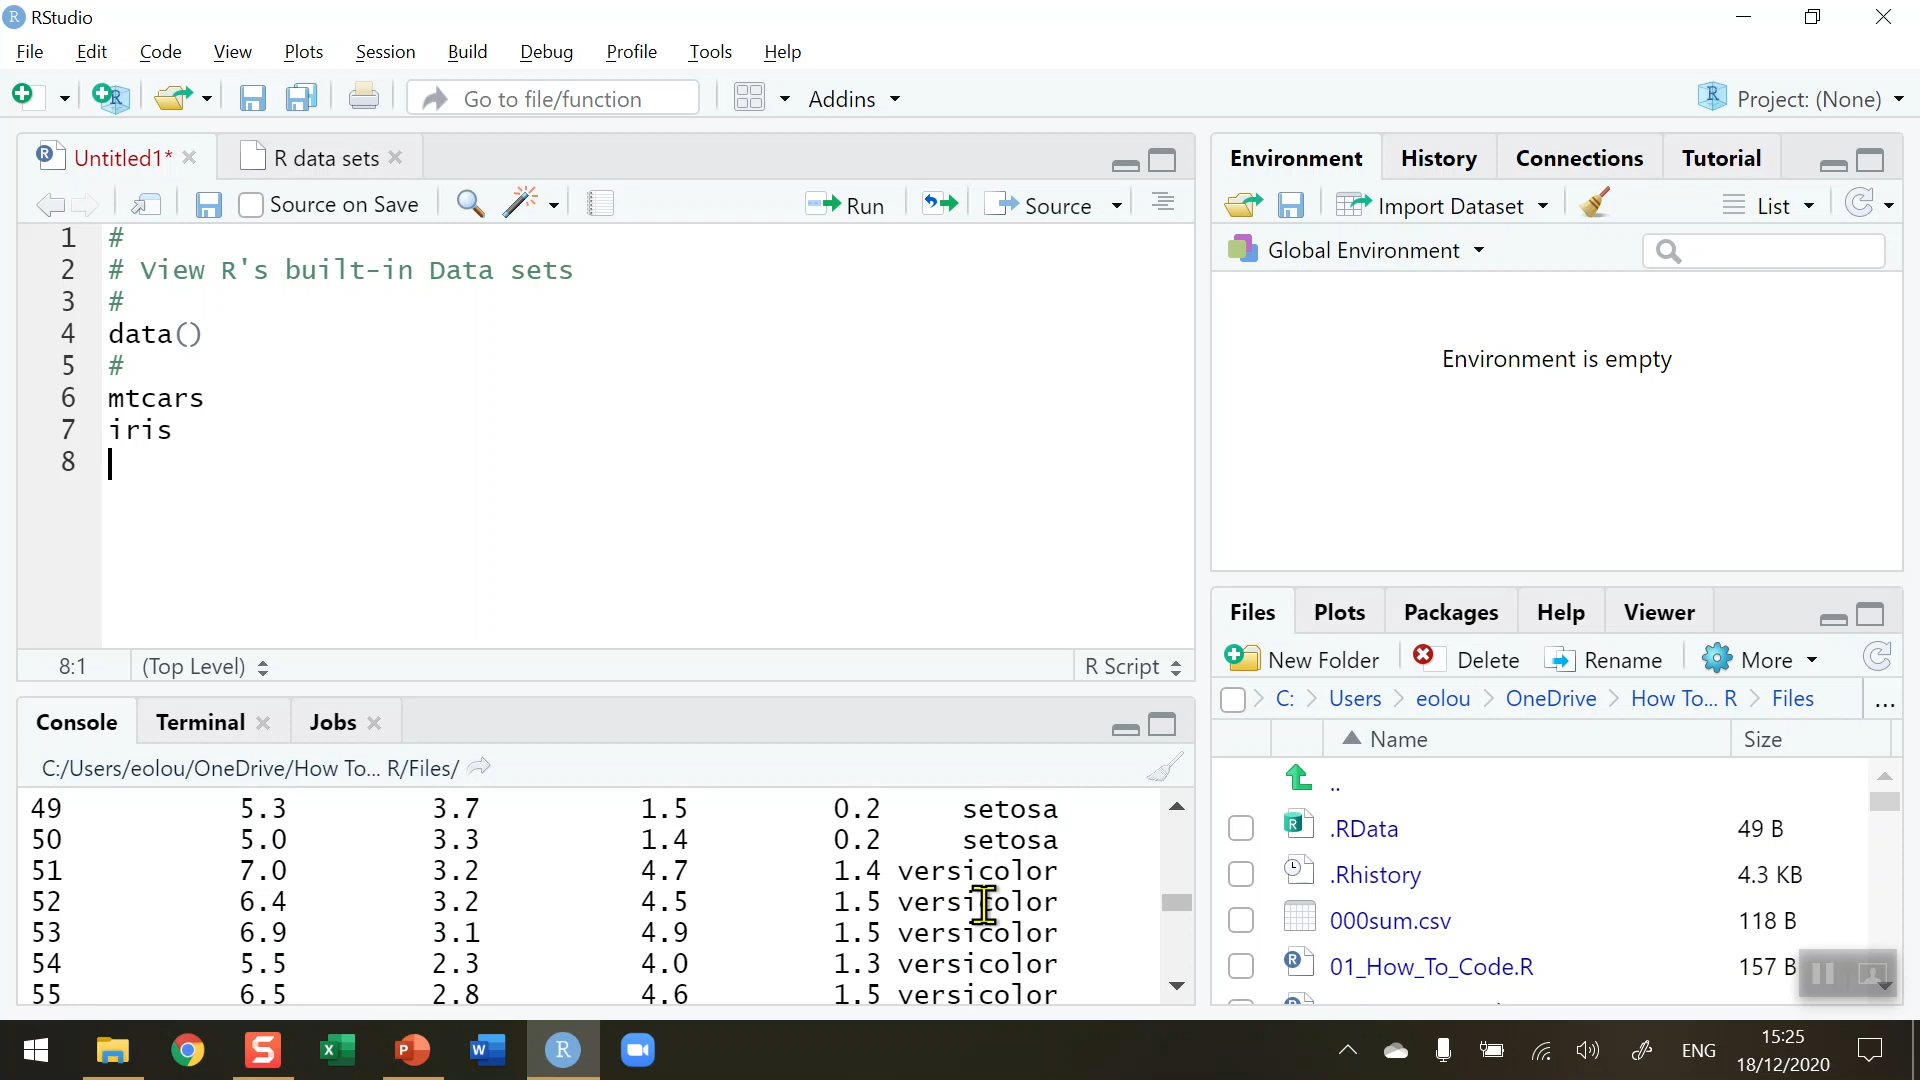 RStudio
File Edit Code View Plots Session Build Debug Profile Tools Help
Go to file/function Addins Project: (None)
Untitled1* R data sets
Source on Save Run Source
1 #
2 # View R's built-in Data sets
3 #
4 data()
5 #
6 mtcars
7 iris
8
8:1 (Top Level) R Script
Console Terminal Jobs
C:/Users/eolou/OneDrive/How To... R/Files/
49 5.3 3.7 1.5 0.2 setosa
50 5.0 3.3 1.4 0.2 setosa
51 7.0 3.2 4.7 1.4 versicolor
52 6.4 3.2 4.5 1.5 versicolor
53 6.9 3.1 4.9 1.5 versicolor
54 5.5 2.3 4.0 1.3 versicolor
55 6.5 2.8 4.6 1.5 versicolor
Environment History Connections Tutorial
Import Dataset List
Global Environment
Environment is empty
Files Plots Packages Help Viewer
New Folder Delete Rename More
C: Users eolou OneDrive How To... R Files ...
Name Size
..
.RData 49 B
.Rhistory 4.3 KB
000sum.csv 118 B
01_How_To_Code.R 157 B
ENG
15:25
18/12/2020